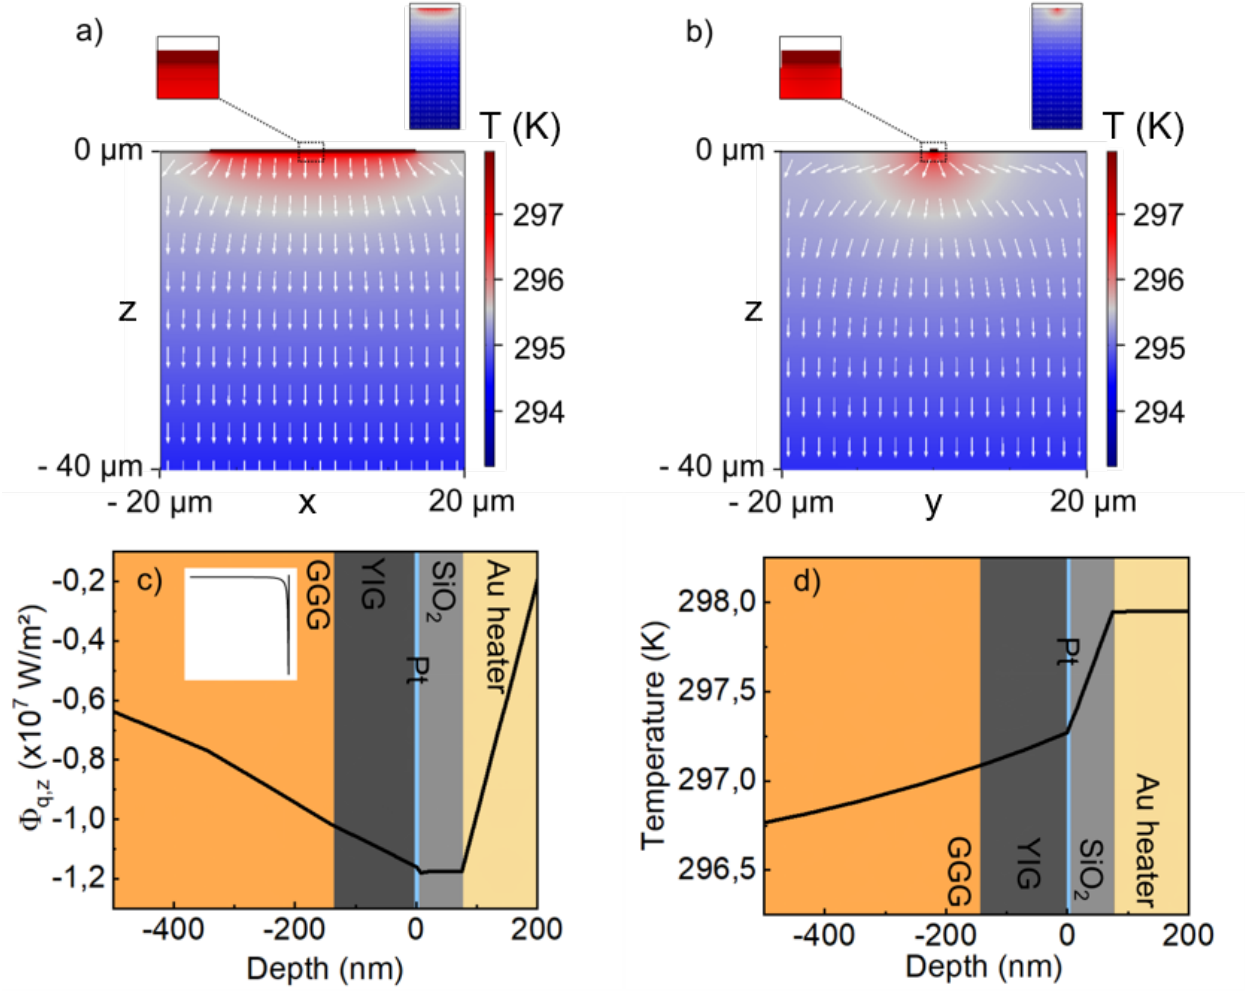 a)
T (K)
0 µm
297
296
295
294
z
- 40 µm
- 20 µm
x
20 µm
b)
T (K)
0 µm
297
296
295
294
z
- 40 µm
- 20 µm
y
20 µm
c)
GGG
YIG
Pt
SiO₂
Au heater
Φq,z (x10⁷ W/m²)
-0,2
-0,4
-0,6
-0,8
-1,0
-1,2
-400
-200
0
200
Depth (nm)
d)
Pt
GGG
YIG
SiO₂
Au heater
Temperature (K)
298,0
297,5
297,0
296,5
-400
-200
0
200
Depth (nm)